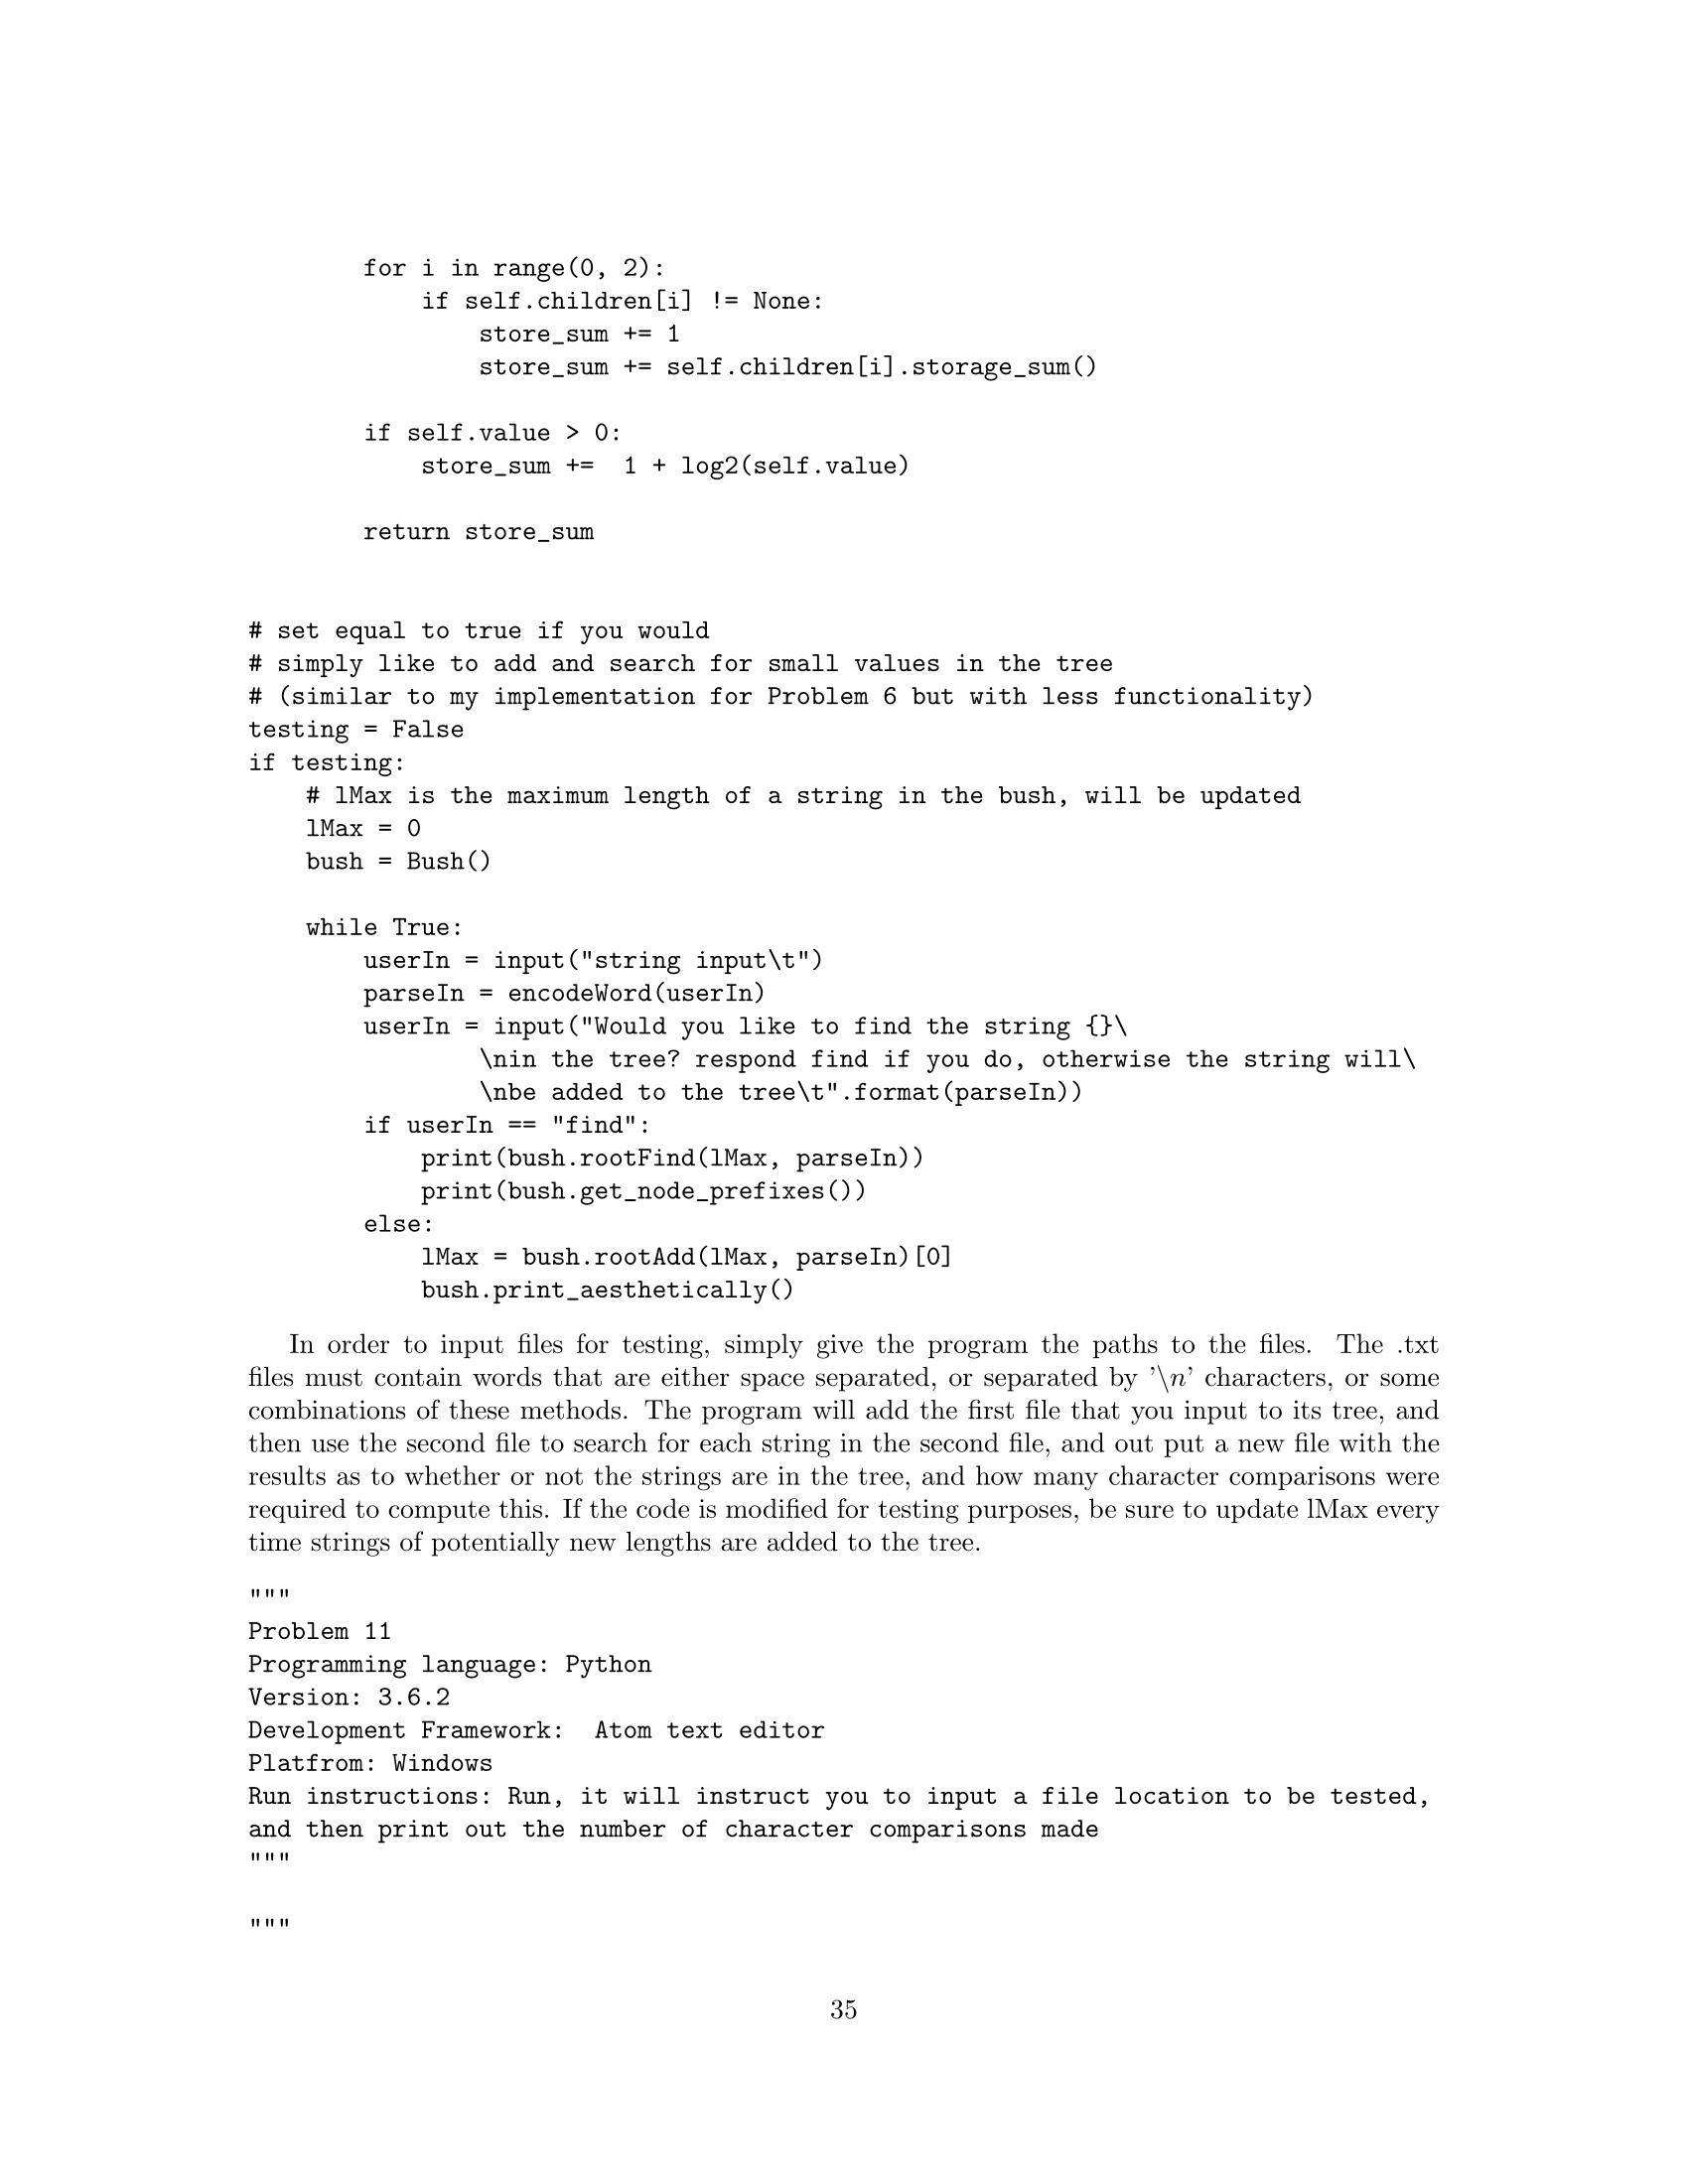 for i in range(0, 2):
            if self.children[i] != None:
                store_sum += 1
                store_sum += self.children[i].storage_sum()

        if self.value > 0:
            store_sum +=  1 + log2(self.value)

        return store_sum


# set equal to true if you would
# simply like to add and search for small values in the tree
# (similar to my implementation for Problem 6 but with less functionality)
testing = False
if testing:
    # lMax is the maximum length of a string in the bush, will be updated
    lMax = 0
    bush = Bush()

    while True:
        userIn = input("string input\t")
        parseIn = encodeWord(userIn)
        userIn = input("Would you like to find the string {}\
                \nin the tree? respond find if you do, otherwise the string will\
                \nbe added to the tree\t".format(parseIn))
        if userIn == "find":
            print(bush.rootFind(lMax, parseIn))
            print(bush.get_node_prefixes())
        else:
            lMax = bush.rootAdd(lMax, parseIn)[0]
            bush.print_aesthetically()

In order to input files for testing, simply give the program the paths to the files. The .txt
files must contain words that are either space separated, or separated by ’\n’ characters, or some
combinations of these methods. The program will add the first file that you input to its tree, and
then use the second file to search for each string in the second file, and out put a new file with the
results as to whether or not the strings are in the tree, and how many character comparisons were
required to compute this. If the code is modified for testing purposes, be sure to update lMax every
time strings of potentially new lengths are added to the tree.

"""
Problem 11
Programming language: Python
Version: 3.6.2
Development Framework:  Atom text editor
Platfrom: Windows
Run instructions: Run, it will instruct you to input a file location to be tested,
and then print out the number of character comparisons made
"""

"""

35